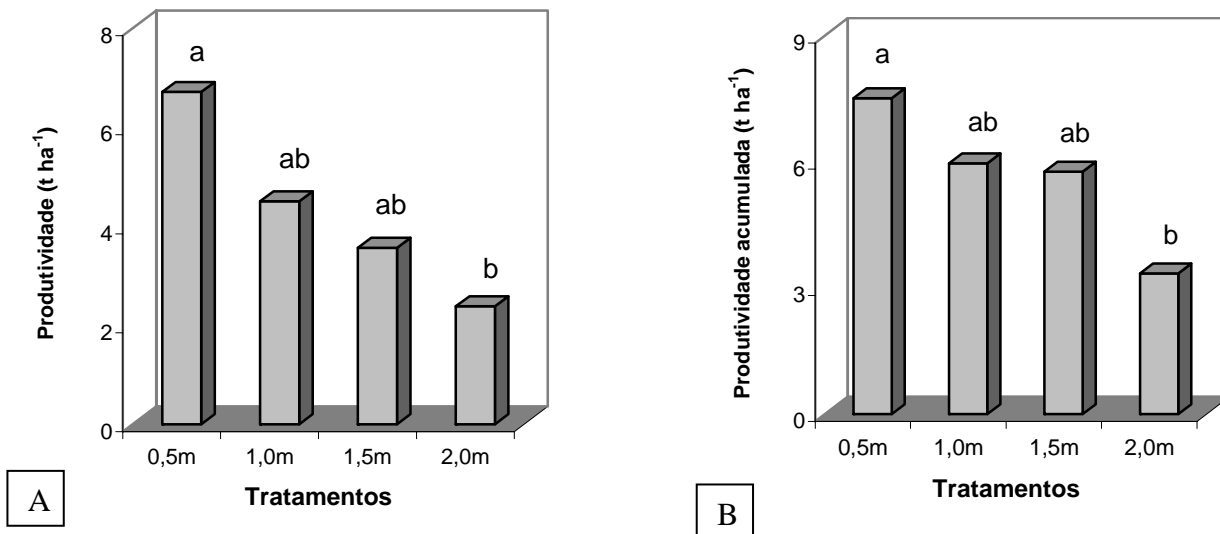 Produtividade (t ha⁻¹)
8
6
4
2
0
a
ab
ab
b
0,5m 1,0m 1,5m 2,0m
Tratamentos
A
Produtividade acumulada (t ha⁻¹)
9
6
3
0
a
ab
ab
b
0,5m 1,0m 1,5m 2,0m
Tratamentos
B